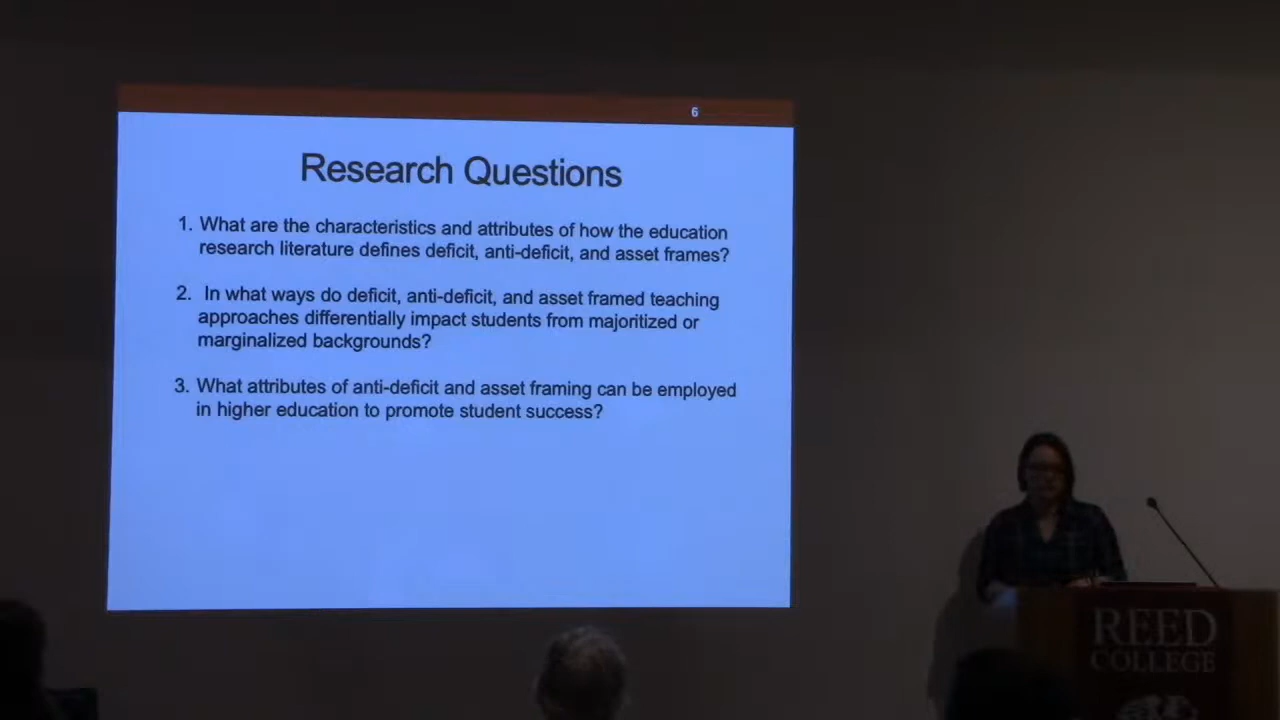 6
Research Questions
1. What are the characteristics and attributes of how the education
research literature defines deficit, anti-deficit, and asset frames?
2. In what ways do deficit, anti-deficit, and asset framed teaching
approaches differentially impact students from majoritized or
marginalized backgrounds?
3. What attributes of anti-deficit and asset framing can be employed
in higher education to promote student success?
REED
COLLEGE